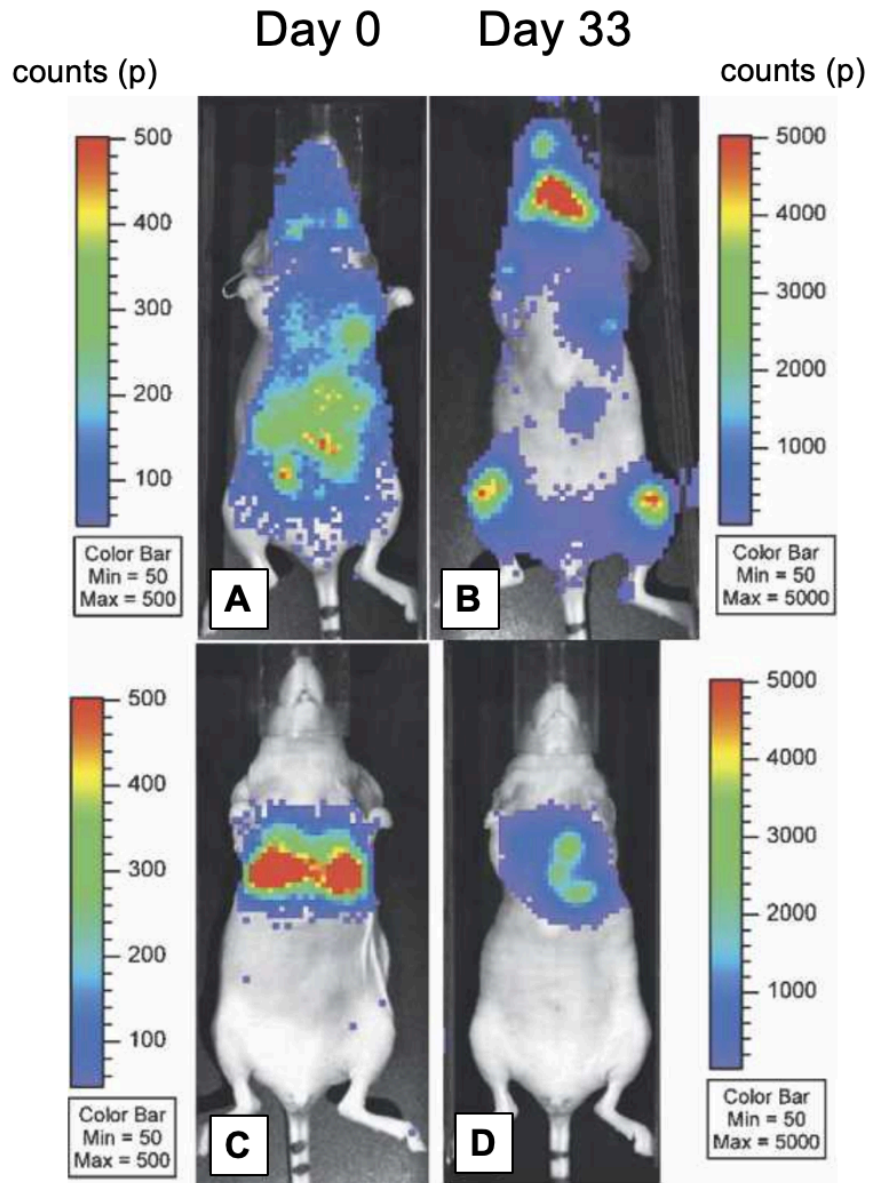 Day 0 Day 33
counts (p) counts (p)
500
400
300
200
100
Color Bar
Min = 50
Max = 500
A
B
5000
4000
3000
2000
1000
Color Bar
Min = 50
Max = 5000
500
400
300
200
100
Color Bar
Min = 50
Max = 500
C
D
5000
4000
3000
2000
1000
Color Bar
Min = 50
Max = 5000